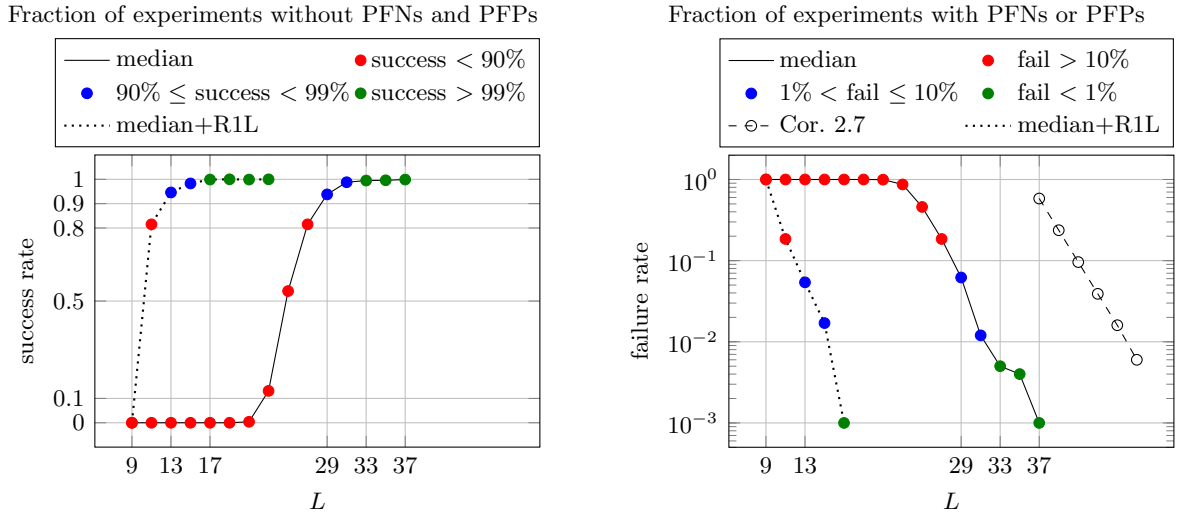 Fraction of experiments without PFNs and PFPs
median
success < 90%
90% ≤ success < 99%
success > 99%
median+R1L
1
0.9
0.8
0.5
0.1
0
success rate
9 13 17 29 33 37
L
Fraction of experiments with PFNs or PFPs
median
fail > 10%
1% < fail ≤ 10%
fail < 1%
Cor. 2.7
median+R1L
10⁰
10⁻¹
10⁻²
10⁻³
failure rate
9 13 29 33 37
L